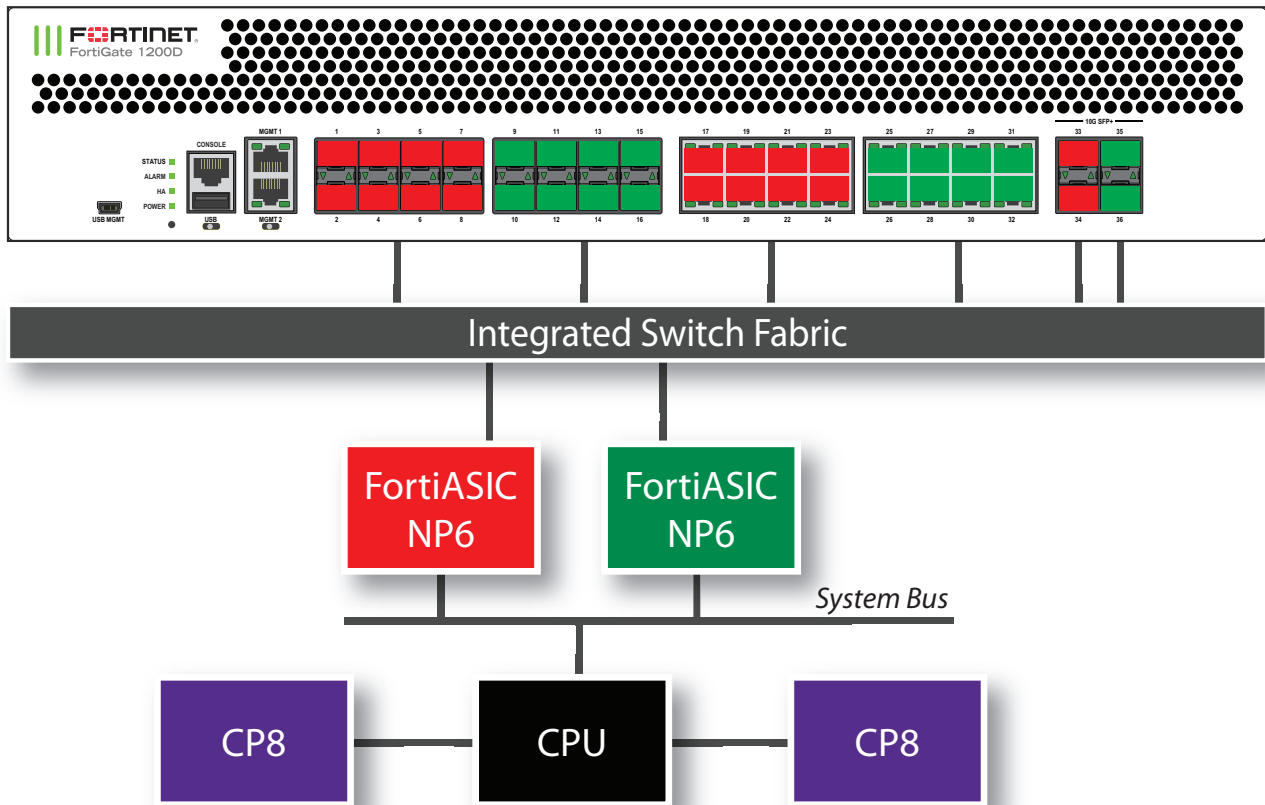 FORTINET
FortiGate 1200D
10G SFP+
MGMT 1 1 3 5 7 9 11 13 15 17 19 21 23 25 27 29 31 33 35
CONSOLE
STATUS
ALARM
HA
POWER
USB MGMT
USB MGMT 2 2 4 6 8 10 12 14 16 18 20 22 24 26 28 30 32 34 36
Integrated Switch Fabric
FortiASIC
NP6
FortiASIC
NP6
System Bus
CP8
CPU
CP8